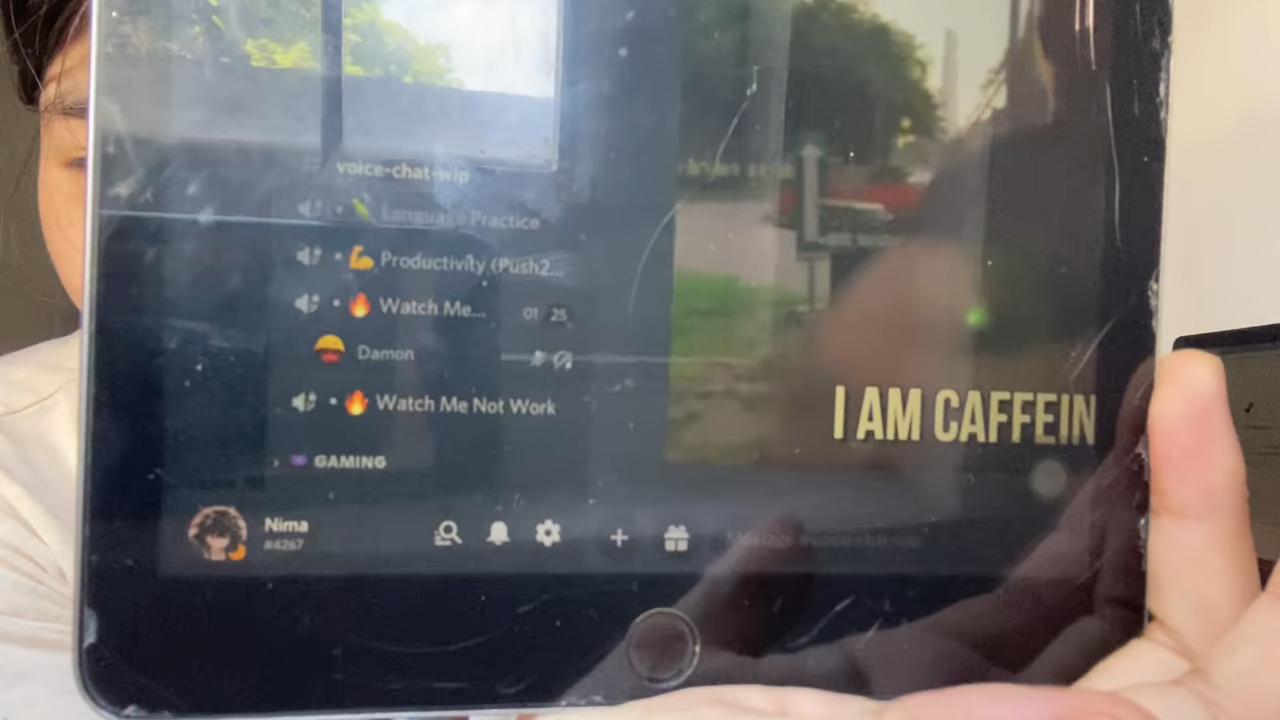 voice-chat-wip
Language Practice
Productivity (Push2...
Watch Me... 01 25
Damon
Watch Me Not Work
GAMING
Nima
#4267
I AM CAFFEIN